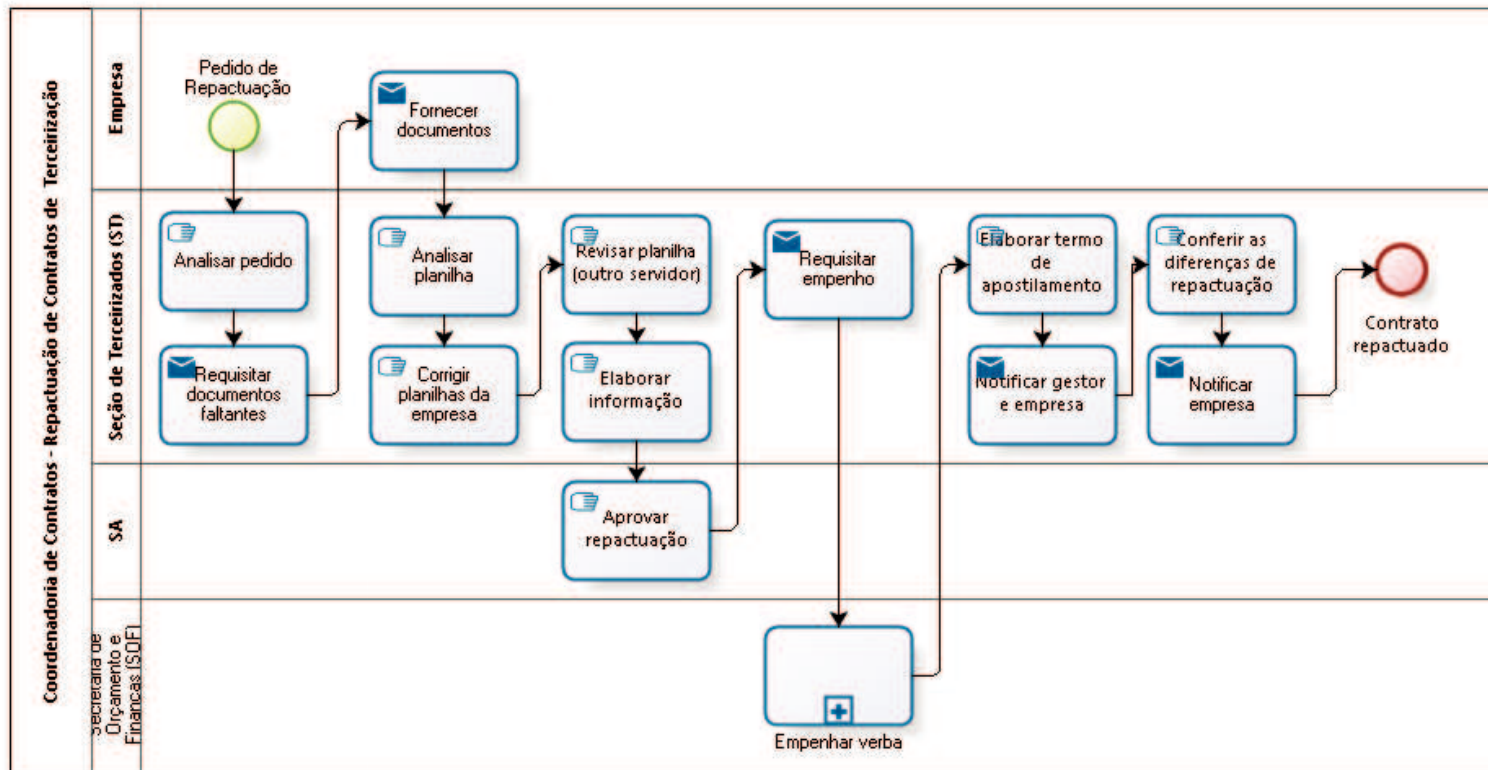 Coordenadoria de Contratos - Repactuação de Contratos de Terceirização
Empresa
Pedido de
Repactuação
Fornecer
documentos
Seção de Terceirizados (ST)
Analisar pedido
Requisitar
documentos
faltantes
Analisar
planilha
Corrigir
planilhas da
empresa
Revisar planilha
(outro servidor)
Elaborar
informação
Requisitar
empenho
Elaborar termo
de
apostilamento
Notificar gestor
e empresa
Conferir as
diferenças de
repactuação
Notificar
empresa
Contrato
repactuado
SA
Aprovar
repactuação
Secretaria de
Orçamento e
Finanças (SOF)
Empenhar verba